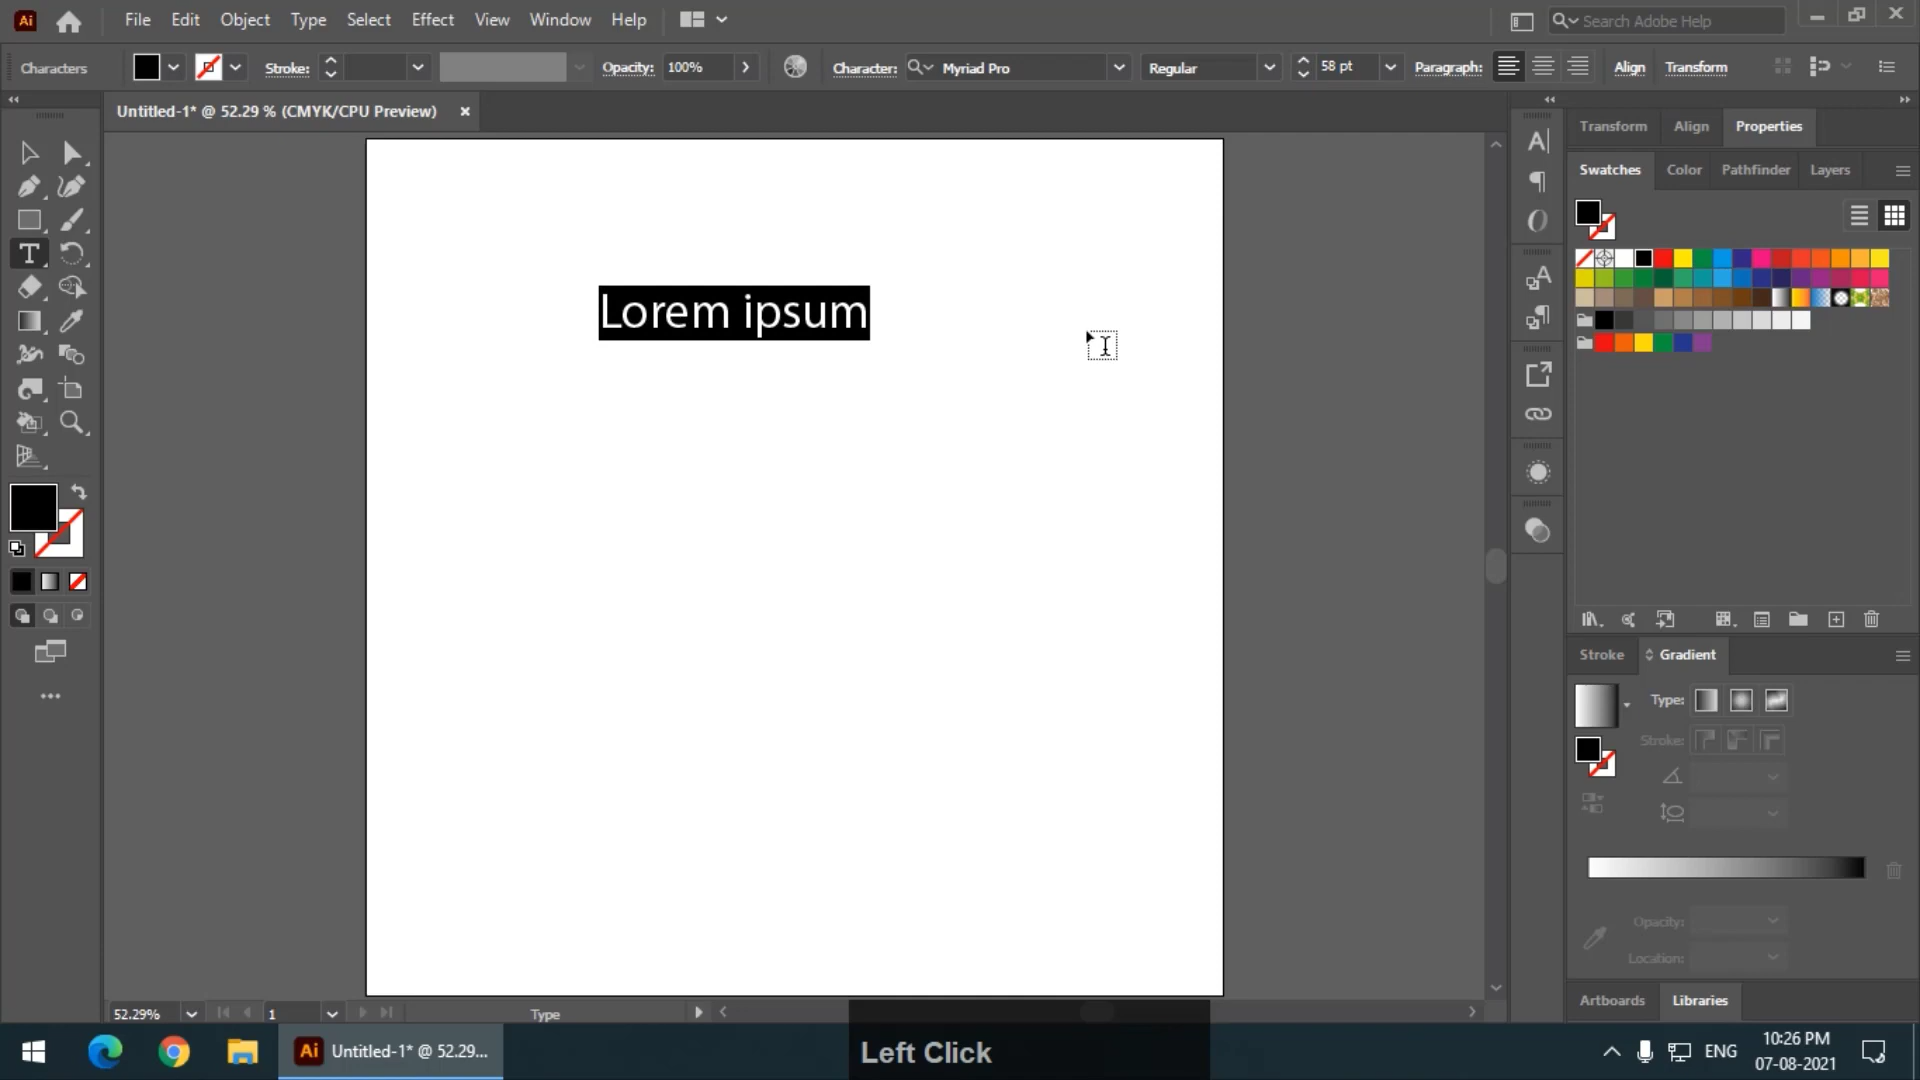 Ai File Edit Object Type Select Effect View Window Help Search Adobe Help
Characters Stroke: Opacity: 100% Character: Myriad Pro Regular 58 pt Paragraph: Align Transform
Untitled-1* @ 52.29 % (CMYK/CPU Preview)
Transform Align Properties
Swatches Color Pathfinder Layers
Lorem ipsum
Stroke Gradient
Type:
Stroke:
Opacity:
Location:
Artboards Libraries
52.29% 1 Type
Left Click
Ai Untitled-1* @ 52.29...
ENG
10:26 PM
07-08-2021